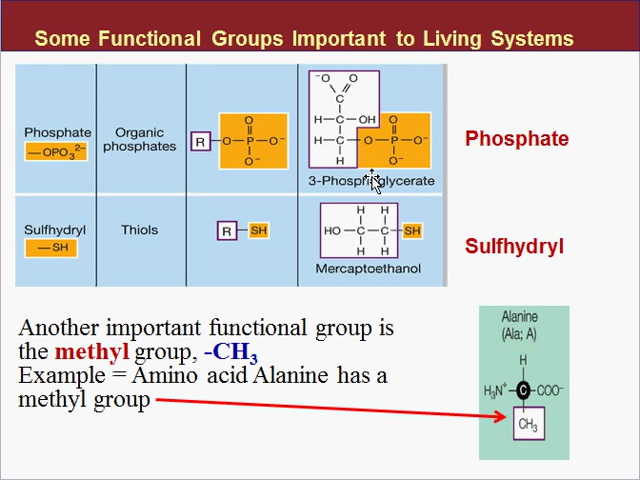 Some Functional Groups Important to Living Systems
Phosphate
—OPO₃²⁻
Organic
phosphates
R—O—P—O⁻
O
O⁻
⁻O O
C
H—C—OH
H—C—O—P—O⁻
H
O
O⁻
3-Phosphoglycerate
Phosphate
Sulfhydryl
—SH
Thiols
R—SH
H H
HO—C—C—SH
H H
Mercaptoethanol
Sulfhydryl
Another important functional group is
the methyl group, -CH₃
Example = Amino acid Alanine has a
methyl group
Alanine
(Ala; A)
H
H₃N⁺—C—COO⁻
CH₃